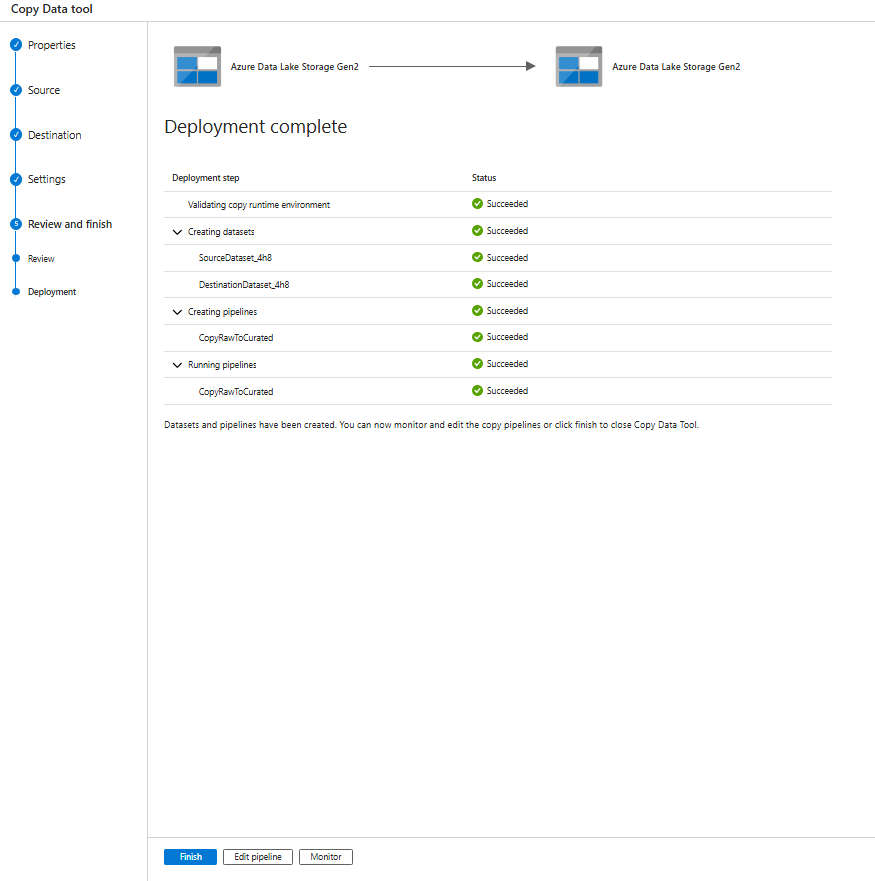 Copy Data tool
Properties
Source
Destination
Settings
5 Review and finish
Review
Deployment
Azure Data Lake Storage Gen2
Azure Data Lake Storage Gen2
Deployment complete
Deployment step Status
Validating copy runtime environment Succeeded
Creating datasets Succeeded
SourceDataset_4h8 Succeeded
DestinationDataset_4h8 Succeeded
Creating pipelines Succeeded
CopyRawToCurated Succeeded
Running pipelines Succeeded
CopyRawToCurated Succeeded
Datasets and pipelines have been created. You can now monitor and edit the copy pipelines or click finish to close Copy Data Tool.
Finish Edit pipeline Monitor